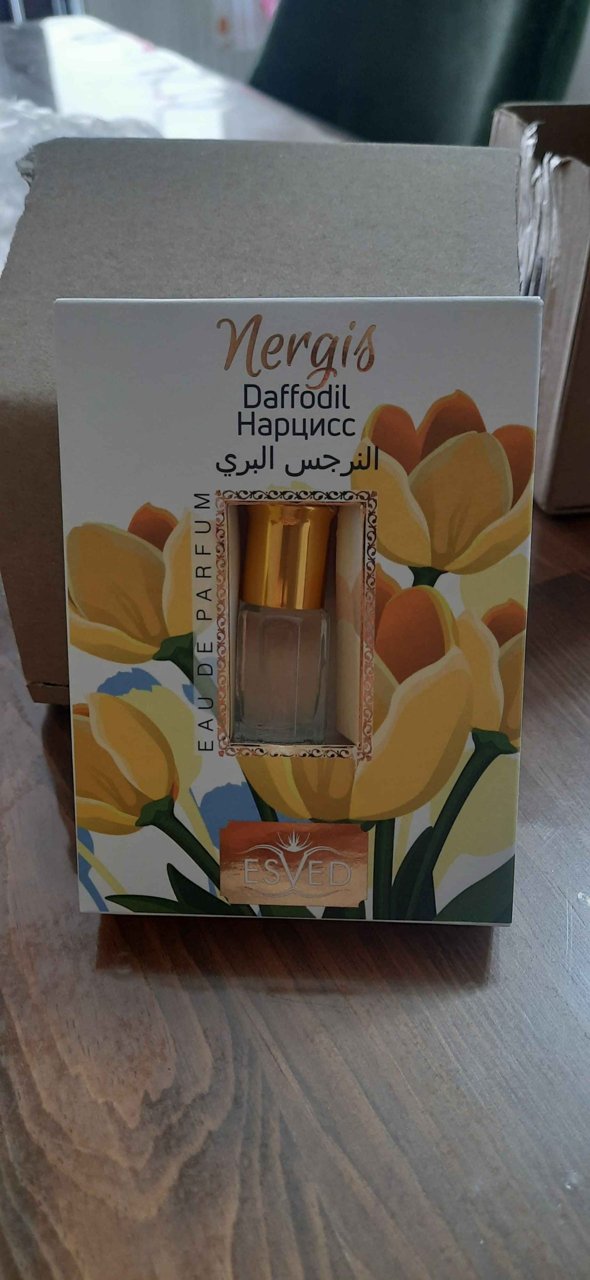 Nergis
Daffodil
Нарцисс
النرجس البري
EAU DE PARFUM
ESVED